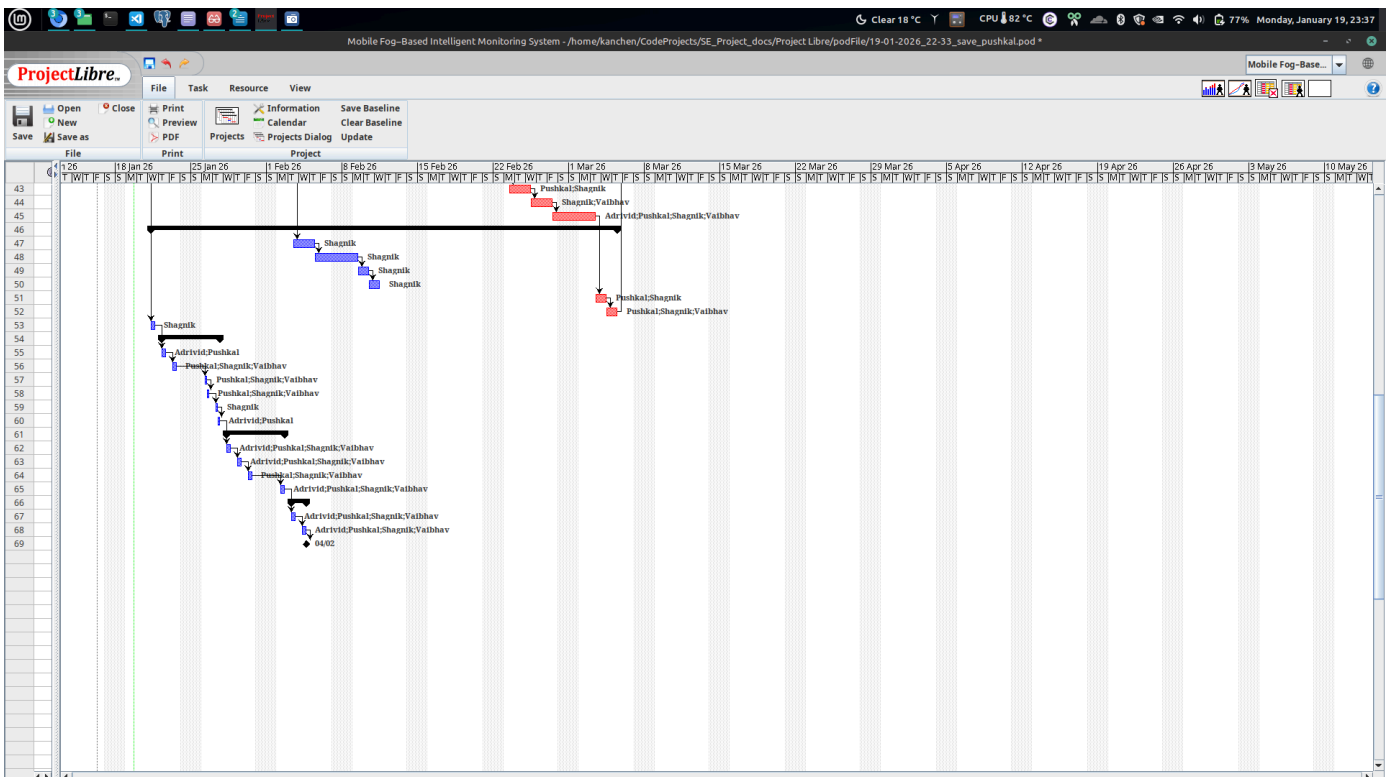 Clear 18 °C CPU 82 °C 77% Monday, January 19, 23:37
Mobile Fog-Based Intelligent Monitoring System - /home/kanchen/CodeProjects/SE_Project_docs/Project Libre/podFile/19-01-2026_22-33_save_pushkal.pod *
ProjectLibre
Mobile Fog-Base...
File Task Resource View
Save
Open
New
Save as
Close
File
Print
Preview
PDF
Print
Projects
Information
Calendar
Projects Dialog
Save Baseline
Clear Baseline
Update
Project
18 Jan 26 25 Jan 26 1 Feb 26 8 Feb 26 15 Feb 26 22 Feb 26 1 Mar 26 8 Mar 26 15 Mar 26 22 Mar 26 29 Mar 26 5 Apr 26 12 Apr 26 19 Apr 26 26 Apr 26 3 May 26 10 May 26
43 Pushkal;Shagnik
44 Shagnik;Vaibhav
45 Adrivid;Pushkal;Shagnik;Vaibhav
46
47 Shagnik
48 Shagnik
49 Shagnik
50 Shagnik
51 Pushkal;Shagnik
52 Pushkal;Shagnik;Vaibhav
53 Shagnik
54
55 Adrivid;Pushkal
56 Pushkal;Shagnik;Vaibhav
57 Pushkal;Shagnik;Vaibhav
58 Pushkal;Shagnik;Vaibhav
59 Shagnik
60 Adrivid;Pushkal
61
62 Adrivid;Pushkal;Shagnik;Vaibhav
63 Adrivid;Pushkal;Shagnik;Vaibhav
64 Pushkal;Shagnik;Vaibhav
65 Adrivid;Pushkal;Shagnik;Vaibhav
66
67 Adrivid;Pushkal;Shagnik;Vaibhav
68 Adrivid;Pushkal;Shagnik;Vaibhav
69 04/02